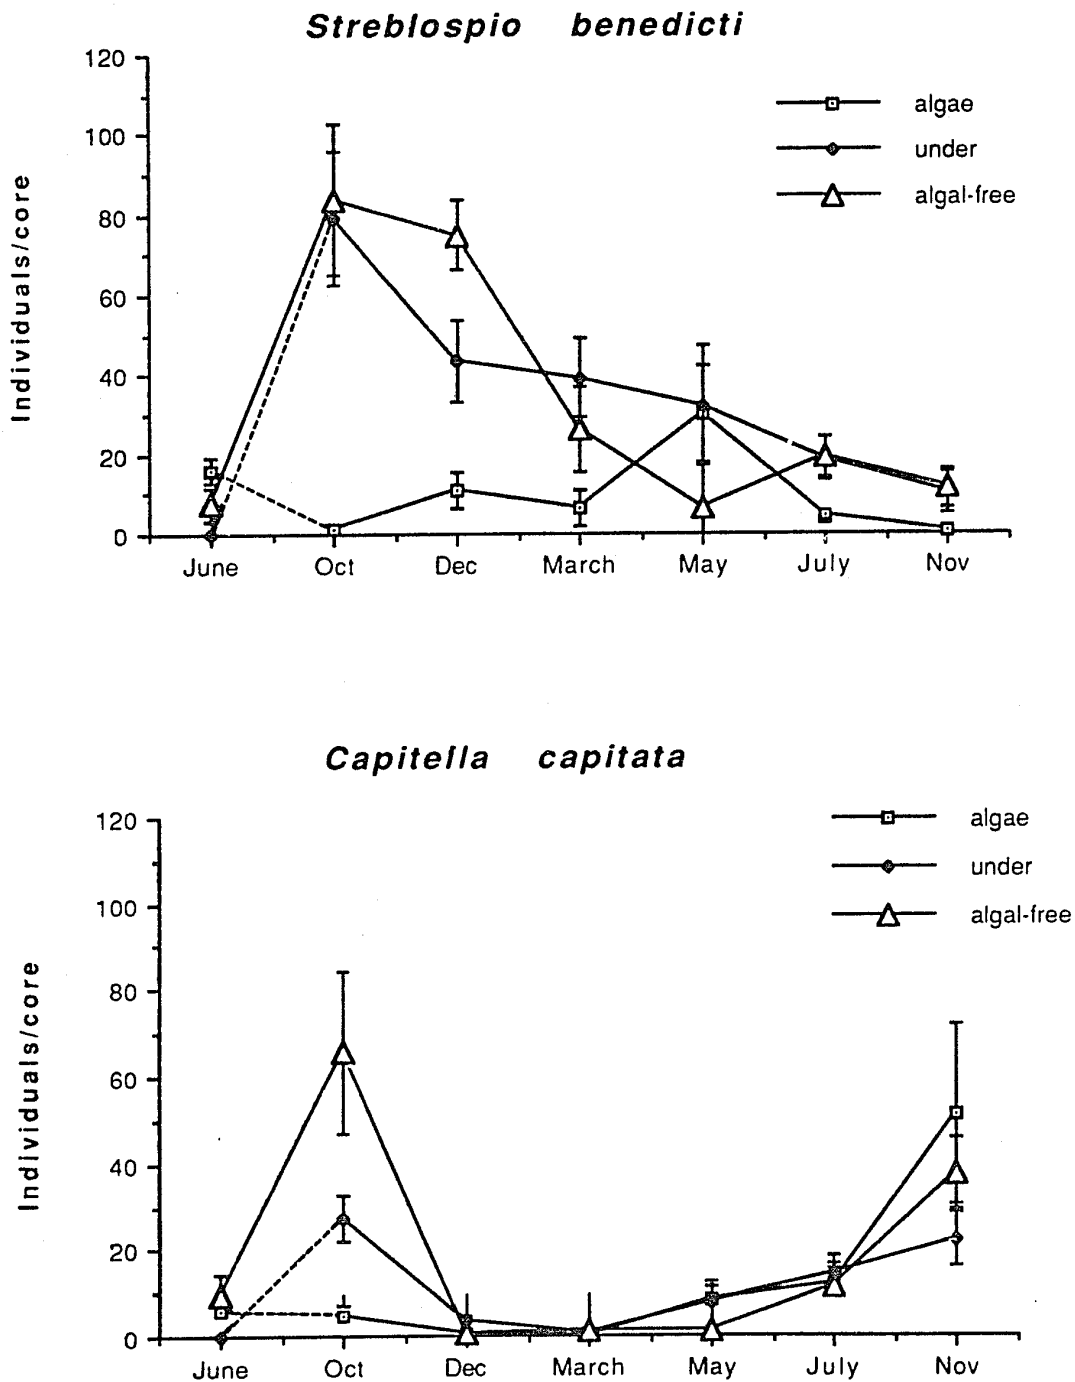 Streblospio benedicti
120
100
80
60
40
20
0
Individuals/core
algae
under
algal-free
June Oct Dec March May July Nov
Capitella capitata
120
100
80
60
40
20
0
Individuals/core
algae
under
algal-free
June Oct Dec March May July Nov